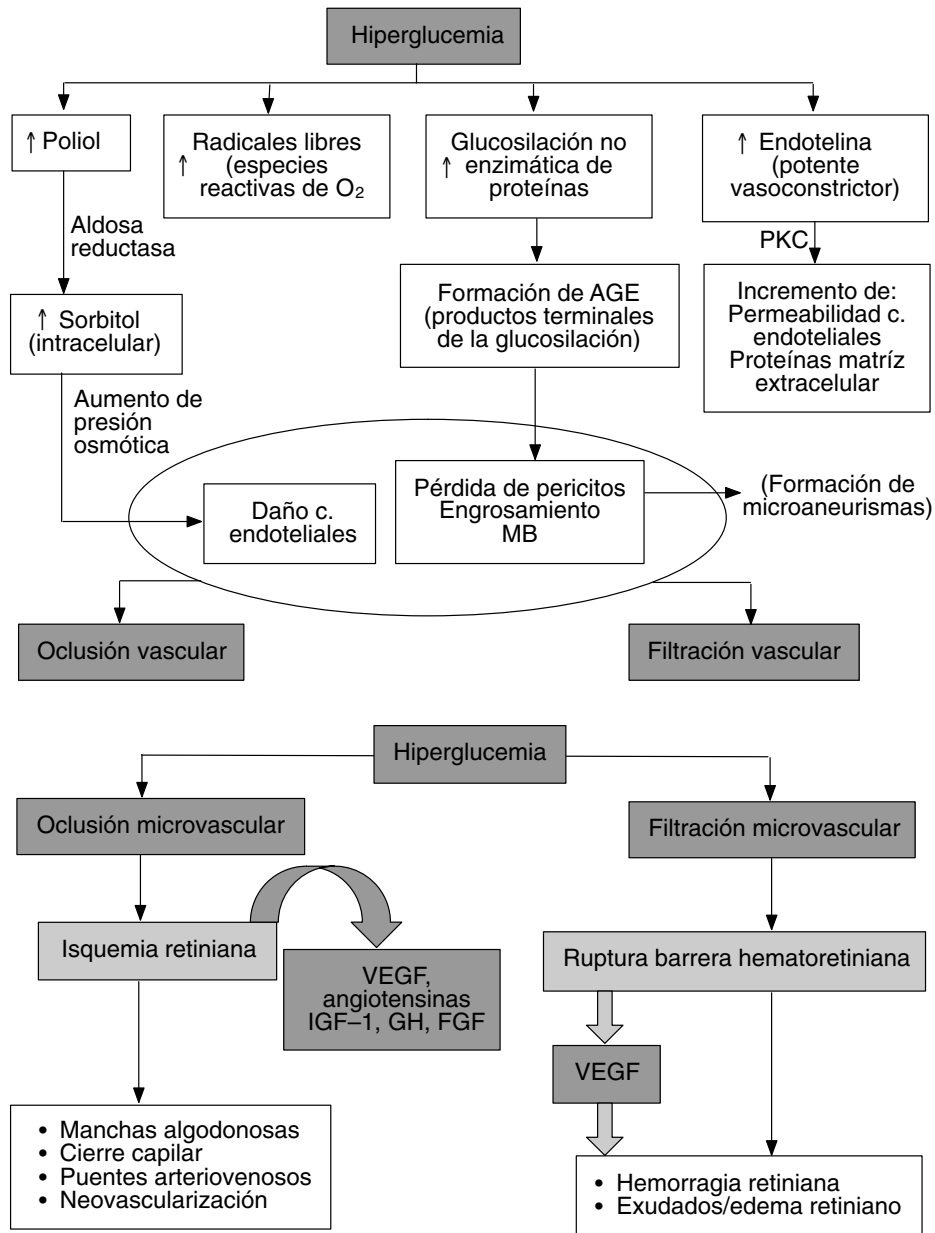 Hiperglucemia
↑ Poliol
Radicales libres
↑ (especies
reactivas de O₂
Glucosilación no
↑ enzimática de
proteínas
↑ Endotelina
(potente
vasoconstrictor)
Aldosa
reductasa
PKC
↑ Sorbitol
(intracelular)
Formación de AGE
(productos terminales
de la glucosilación)
Incremento de:
Permeabilidad c.
endoteliales
Proteínas matríz
extracelular
Aumento de
presión
osmótica
Daño c.
endoteliales
Pérdida de pericitos
Engrosamiento
MB
(Formación de
microaneurismas)
Oclusión vascular
Filtración vascular
Hiperglucemia
Oclusión microvascular
Filtración microvascular
Isquemia retiniana
VEGF,
angiotensinas
IGF–1, GH, FGF
Ruptura barrera hematoretiniana
VEGF
• Manchas algodonosas
• Cierre capilar
• Puentes arteriovenosos
• Neovascularización
• Hemorragia retiniana
• Exudados/edema retiniano